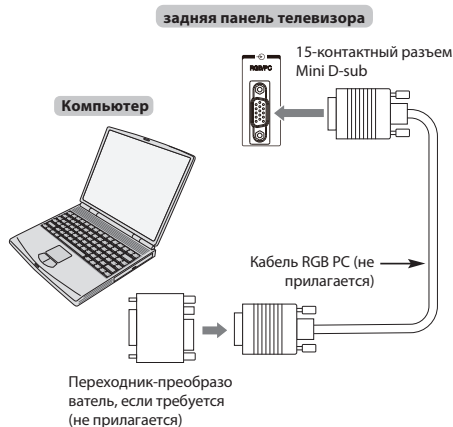 задняя панель телевизора
15-контактный разъем
Mini D-sub
RGB/PC
Компьютер
Кабель RGB PC (не
прилагается)
Переходник-преобразо
ватель, если требуется
(не прилагается)